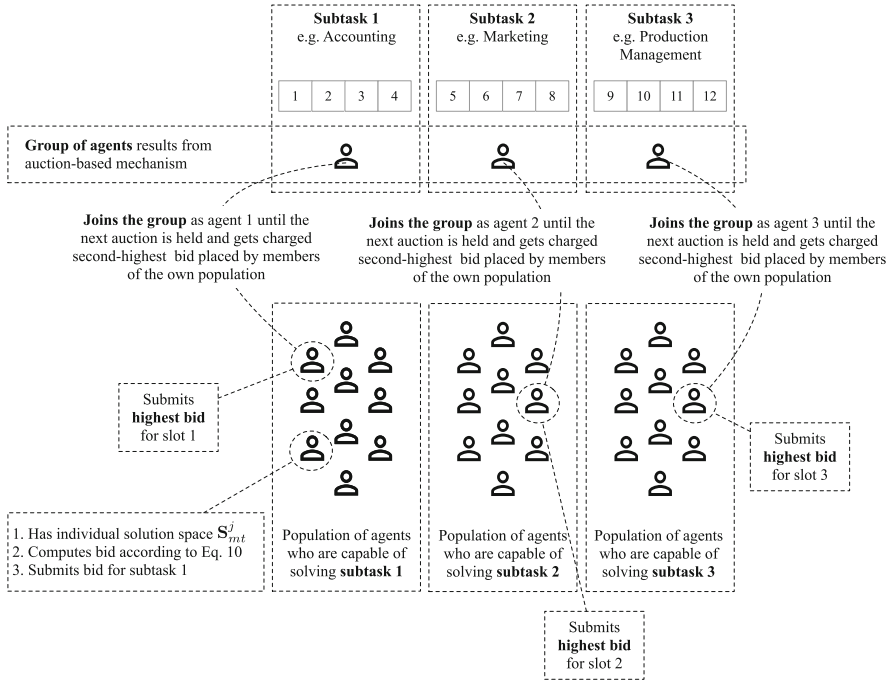 Subtask 1
e.g. Accounting
Subtask 2
e.g. Marketing
Subtask 3
e.g. Production
Management
1 2 3 4
5 6 7 8
9 10 11 12
Group of agents results from
auction-based mechanism
Joins the group as agent 1 until the
next auction is held and gets charged
second-highest bid placed by members
of the own population
Joins the group as agent 2 until the
next auction is held and gets charged
second-highest bid placed by members
of the own population
Joins the group as agent 3 until the
next auction is held and gets charged
second-highest bid placed by members
of the own population
Submits
highest bid
for slot 1
Submits
highest bid
for slot 3
1. Has individual solution space S^j_{mt}
2. Computes bid according to Eq. 10
3. Submits bid for subtask 1
Population of agents
who are capable of
solving subtask 1
Population of agents
who are capable of
solving subtask 2
Population of agents
who are capable of
solving subtask 3
Submits
highest bid
for slot 2